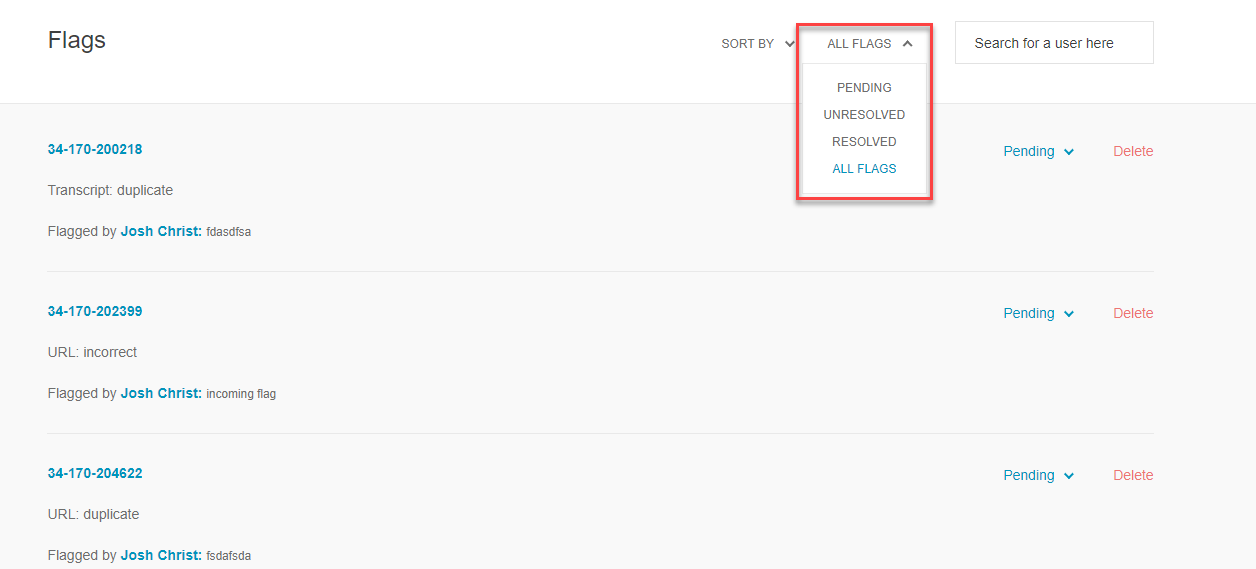 Flags
SORT BY
ALL FLAGS
Search for a user here
PENDING
UNRESOLVED
RESOLVED
ALL FLAGS
34-170-200218
Pending
Delete
Transcript: duplicate
Flagged by Josh Christ: fdasdfsa
34-170-202399
Pending
Delete
URL: incorrect
Flagged by Josh Christ: incoming flag
34-170-204622
Pending
Delete
URL: duplicate
Flagged by Josh Christ: fsdafsda